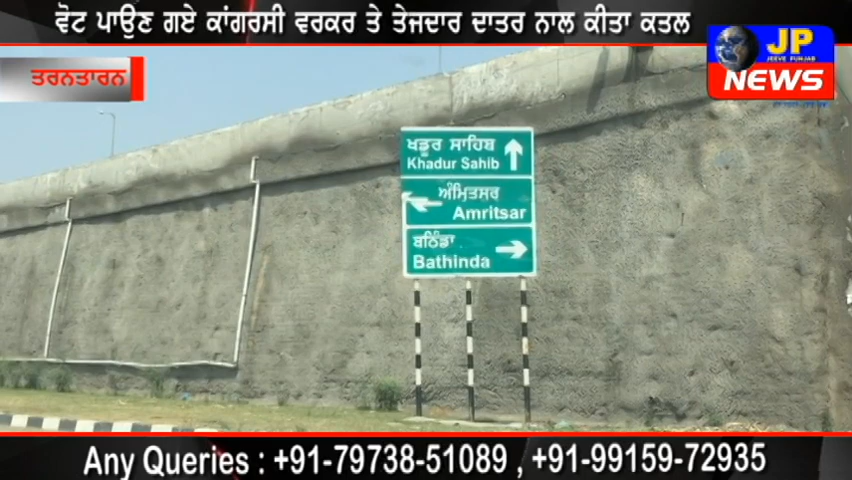 ਵੋਟ ਪਾਉਣ ਗਏ ਕਾਂਗਰਸੀ ਵਰਕਰ ਤੇ ਤੇਜਦਾਰ ਦਾਤਰ ਨਾਲ ਕੀਤਾ ਕਤਲ
JP
JEEVE PUNJAB
NEWS
ਤਰਨਤਾਰਨ
ਖਡੂਰ ਸਾਹਿਬ
Khadur Sahib
ਅੰਮ੍ਰਿਤਸਰ
Amritsar
ਬਠਿੰਡਾ
Bathinda
Any Queries : +91-79738-51089 , +91-99159-72935